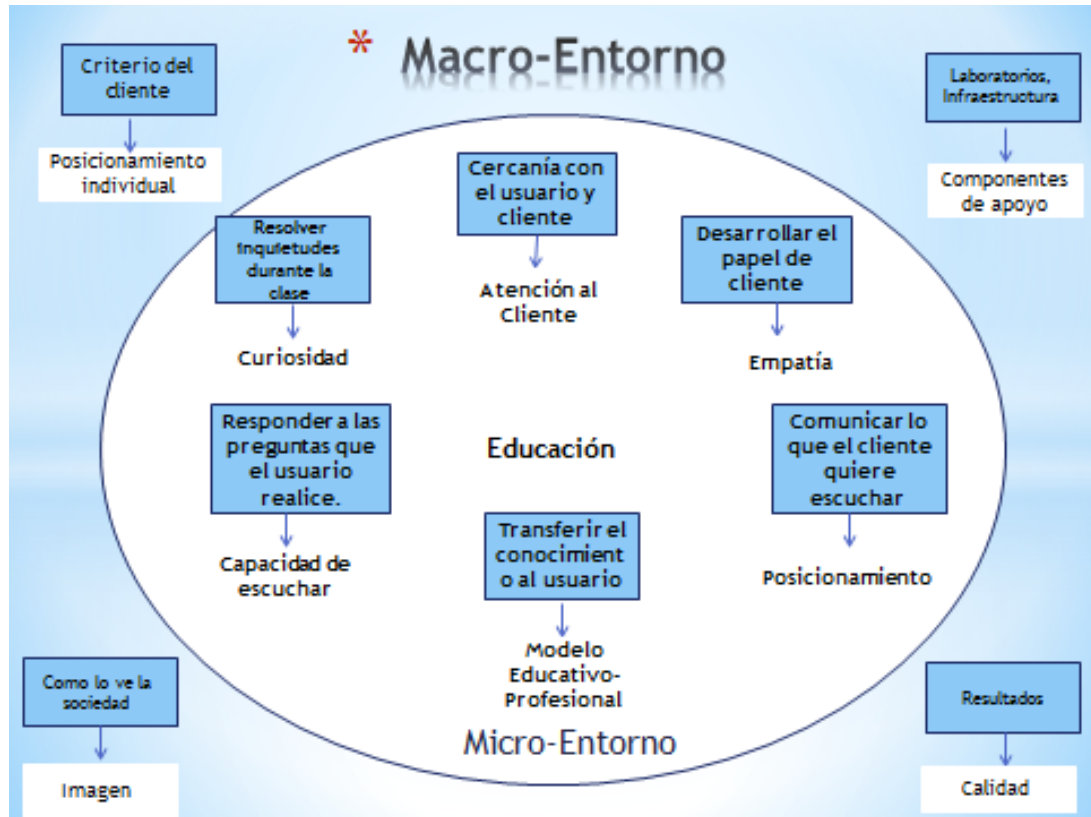 * Macro-Entorno
Criterio del
cliente
Posicionamiento
individual
Laboratorios,
Infraestructura
Componentes
de apoyo
Cercanía con
el usuario y
cliente
Atención al
Cliente
Resolver
inquietudes
durante la
clase
Curiosidad
Desarrollar el
papel de
cliente
Empatía
Responder a las
preguntas que
el usuario
realice.
Capacidad de
escuchar
Educación
Comunicar lo
que el cliente
quiere
escuchar
Posicionamiento
Transferir el
conocimient
o al usuario
Modelo
Educativo-
Profesional
Micro-Entorno
Como lo ve la
sociedad
Imagen
Resultados
Calidad